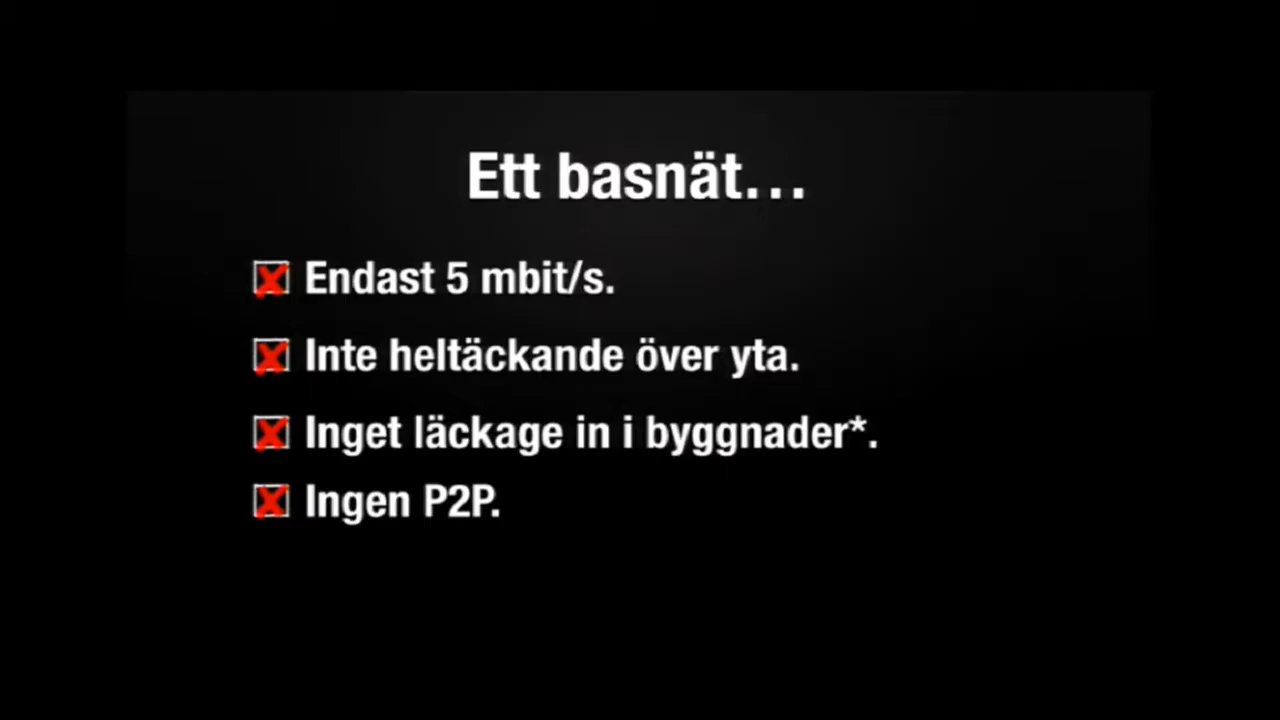 Ett basnät...
Endast 5 mbit/s.
Inte heltäckande över yta.
Inget läckage in i byggnader*.
Ingen P2P.